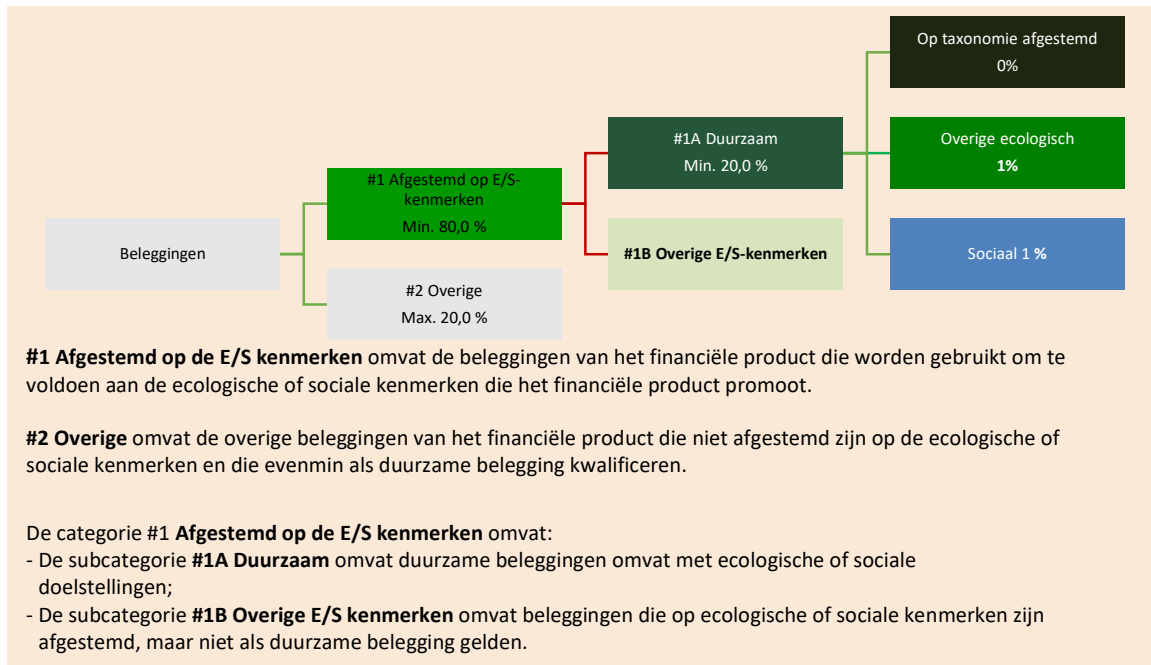 Op taxonomie afgestemd
0%
#1A Duurzaam
Min. 20,0 %
Overige ecologisch
1%
#1 Afgestemd op E/S-
kenmerken
Min. 80,0 %
Beleggingen
#1B Overige E/S-kenmerken
Sociaal 1 %
#2 Overige
Max. 20,0 %
#1 Afgestemd op de E/S kenmerken omvat de beleggingen van het financiële product die worden gebruikt om te
voldoen aan de ecologische of sociale kenmerken die het financiële product promoot.
#2 Overige omvat de overige beleggingen van het financiële product die niet afgestemd zijn op de ecologische of
sociale kenmerken en die evenmin als duurzame belegging kwalificeren.
De categorie #1 Afgestemd op de E/S kenmerken omvat:
- De subcategorie #1A Duurzaam omvat duurzame beleggingen omvat met ecologische of sociale
doelstellingen;
- De subcategorie #1B Overige E/S kenmerken omvat beleggingen die op ecologische of sociale kenmerken zijn
afgestemd, maar niet als duurzame belegging gelden.